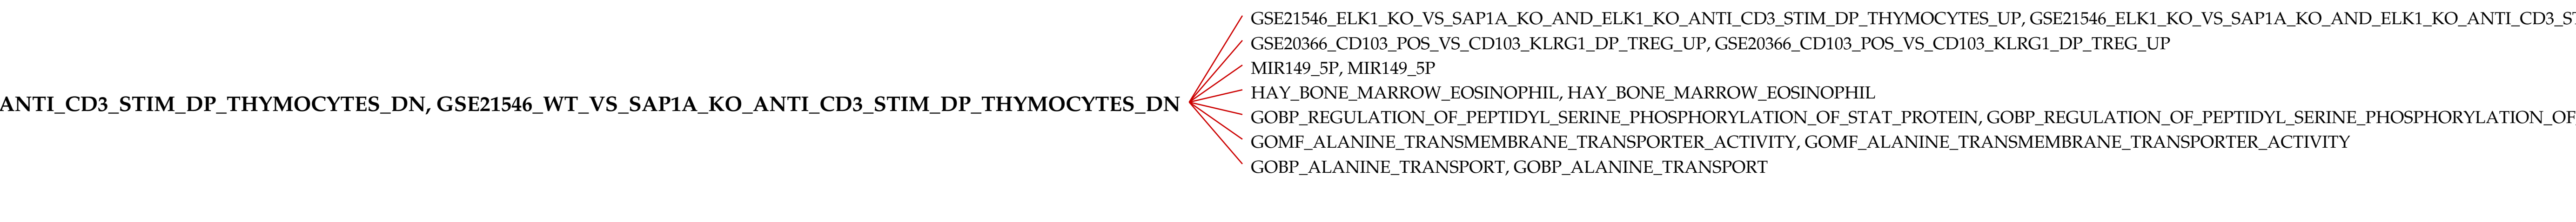 GSE21546_ELK1_KO_VS_SAP1A_KO_AND_ELK1_KO_ANTI_CD3_STIM_DP_THYMOCYTES_UP, GSE21546_ELK1_KO_VS_SAP1A_KO_AND_ELK1_KO_ANTI_CD3_S
GSE20366_CD103_POS_VS_CD103_KLRG1_DP_TREG_UP, GSE20366_CD103_POS_VS_CD103_KLRG1_DP_TREG_UP
MIR149_5P, MIR149_5P
HAY_BONE_MARROW_EOSINOPHIL, HAY_BONE_MARROW_EOSINOPHIL
ANTI_CD3_STIM_DP_THYMOCYTES_DN, GSE21546_WT_VS_SAP1A_KO_ANTI_CD3_STIM_DP_THYMOCYTES_DN
GOBP_REGULATION_OF_PEPTIDYL_SERINE_PHOSPHORYLATION_OF_STAT_PROTEIN, GOBP_REGULATION_OF_PEPTIDYL_SERINE_PHOSPHORYLATION_OF
GOMF_ALANINE_TRANSMEMBRANE_TRANSPORTER_ACTIVITY, GOMF_ALANINE_TRANSMEMBRANE_TRANSPORTER_ACTIVITY
GOBP_ALANINE_TRANSPORT, GOBP_ALANINE_TRANSPORT